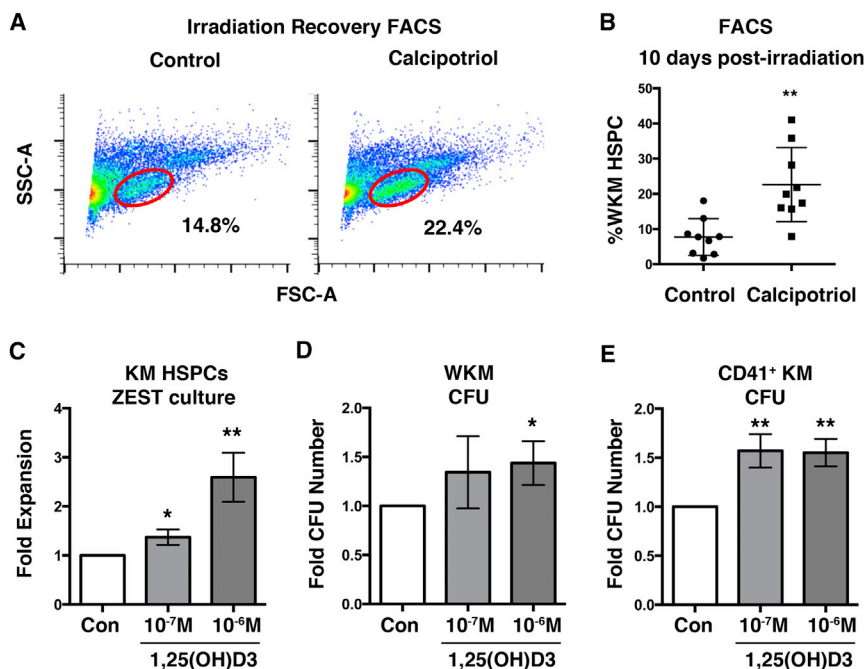 A
Irradiation Recovery FACS
Control
Calcipotriol
SSC-A
14.8%
22.4%
FSC-A
B
FACS
10 days post-irradiation
**
%WKM HSPC
50
40
30
20
10
0
Control Calcipotriol
C
KM HSPCs
ZEST culture
Fold Expansion
4
3
2
1
0
*
**
Con 10⁻⁷M 10⁻⁶M
1,25(OH)D3
D
WKM
CFU
Fold CFU Number
2.0
1.5
1.0
0.5
0.0
*
Con 10⁻⁷M 10⁻⁶M
1,25(OH)D3
E
CD41⁺ KM
CFU
Fold CFU Number
2.0
1.5
1.0
0.5
0.0
** **
Con 10⁻⁷M 10⁻⁶M
1,25(OH)D3